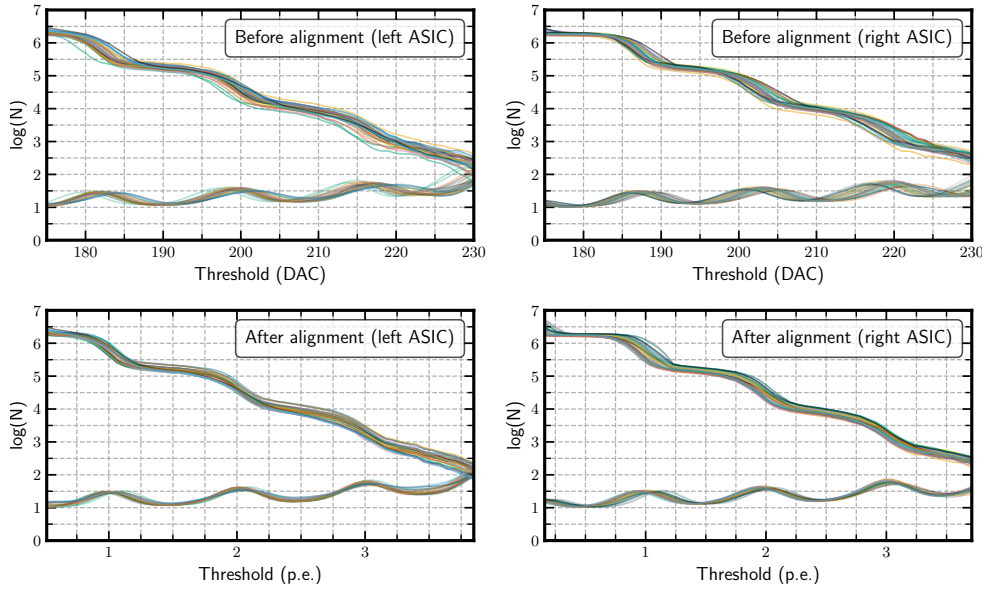 Before alignment (left ASIC)
7
6
5
4
3
2
1
0
log(N)
180 190 200 210 220 230
Threshold (DAC)
Before alignment (right ASIC)
7
6
5
4
3
2
1
0
log(N)
180 190 200 210 220 230
Threshold (DAC)
After alignment (left ASIC)
7
6
5
4
3
2
1
0
log(N)
1 2 3
Threshold (p.e.)
After alignment (right ASIC)
7
6
5
4
3
2
1
0
log(N)
1 2 3
Threshold (p.e.)